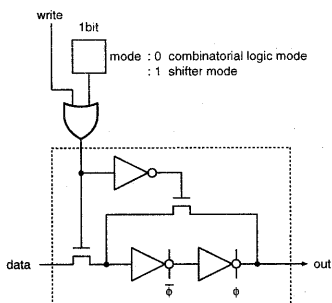 write
1bit
mode : 0 combinatorial logic mode
: 1 shifter mode
data
out
ϕ̅
ϕ